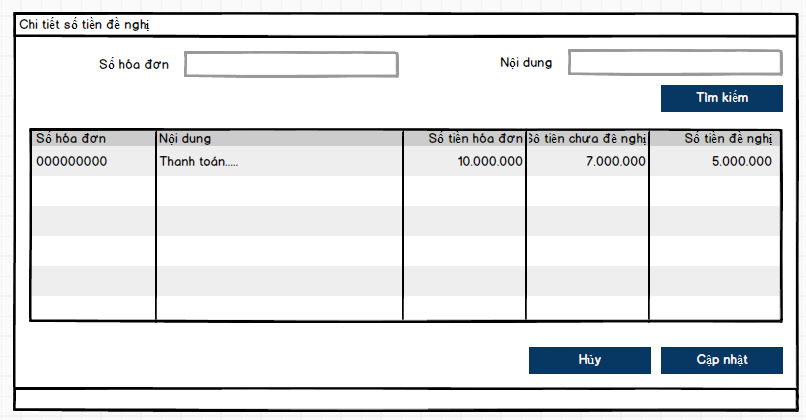 Chi tiết số tiền đề nghị
Số hóa đơn Nội dung
Tìm kiếm
Số hóa đơn Nội dung Số tiền hóa đơn Số tiền chưa đề nghị Số tiền đề nghị
000000000 Thanh toán..... 10.000.000 7.000.000 5.000.000
Hủy Cập nhật